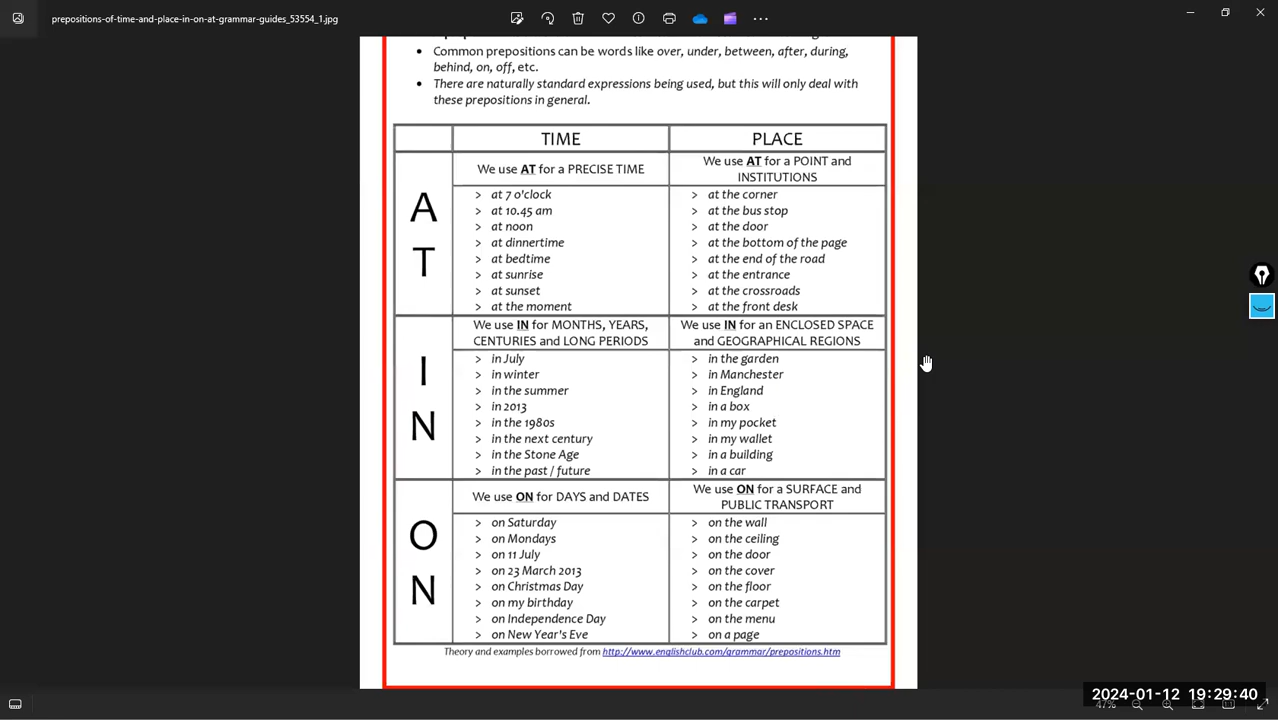 prepositions-of-time-and-place-in-on-at-grammar-guides_53554_1.jpg
• Common prepositions can be words like over, under, between, after, during,
behind, on, off, etc.
• There are naturally standard expressions being used, but this will only deal with
these prepositions in general.
TIME
PLACE
A
T
We use AT for a PRECISE TIME
> at 7 o'clock
> at 10.45 am
> at noon
> at dinnertime
> at bedtime
> at sunrise
> at sunset
> at the moment
We use AT for a POINT and
INSTITUTIONS
> at the corner
> at the bus stop
> at the door
> at the bottom of the page
> at the end of the road
> at the entrance
> at the crossroads
> at the front desk
I
N
We use IN for MONTHS, YEARS,
CENTURIES and LONG PERIODS
> in July
> in winter
> in the summer
> in 2013
> in the 1980s
> in the next century
> in the Stone Age
> in the past / future
We use IN for an ENCLOSED SPACE
and GEOGRAPHICAL REGIONS
> in the garden
> in Manchester
> in England
> in a box
> in my pocket
> in my wallet
> in a building
> in a car
O
N
We use ON for DAYS and DATES
> on Saturday
> on Mondays
> on 11 July
> on 23 March 2013
> on Christmas Day
> on my birthday
> on Independence Day
> on New Year's Eve
We use ON for a SURFACE and
PUBLIC TRANSPORT
> on the wall
> on the ceiling
> on the door
> on the cover
> on the floor
> on the carpet
> on the menu
> on a page
Theory and examples borrowed from http://www.englishclub.com/grammar/prepositions.htm
2024-01-12 19:29:40
47%